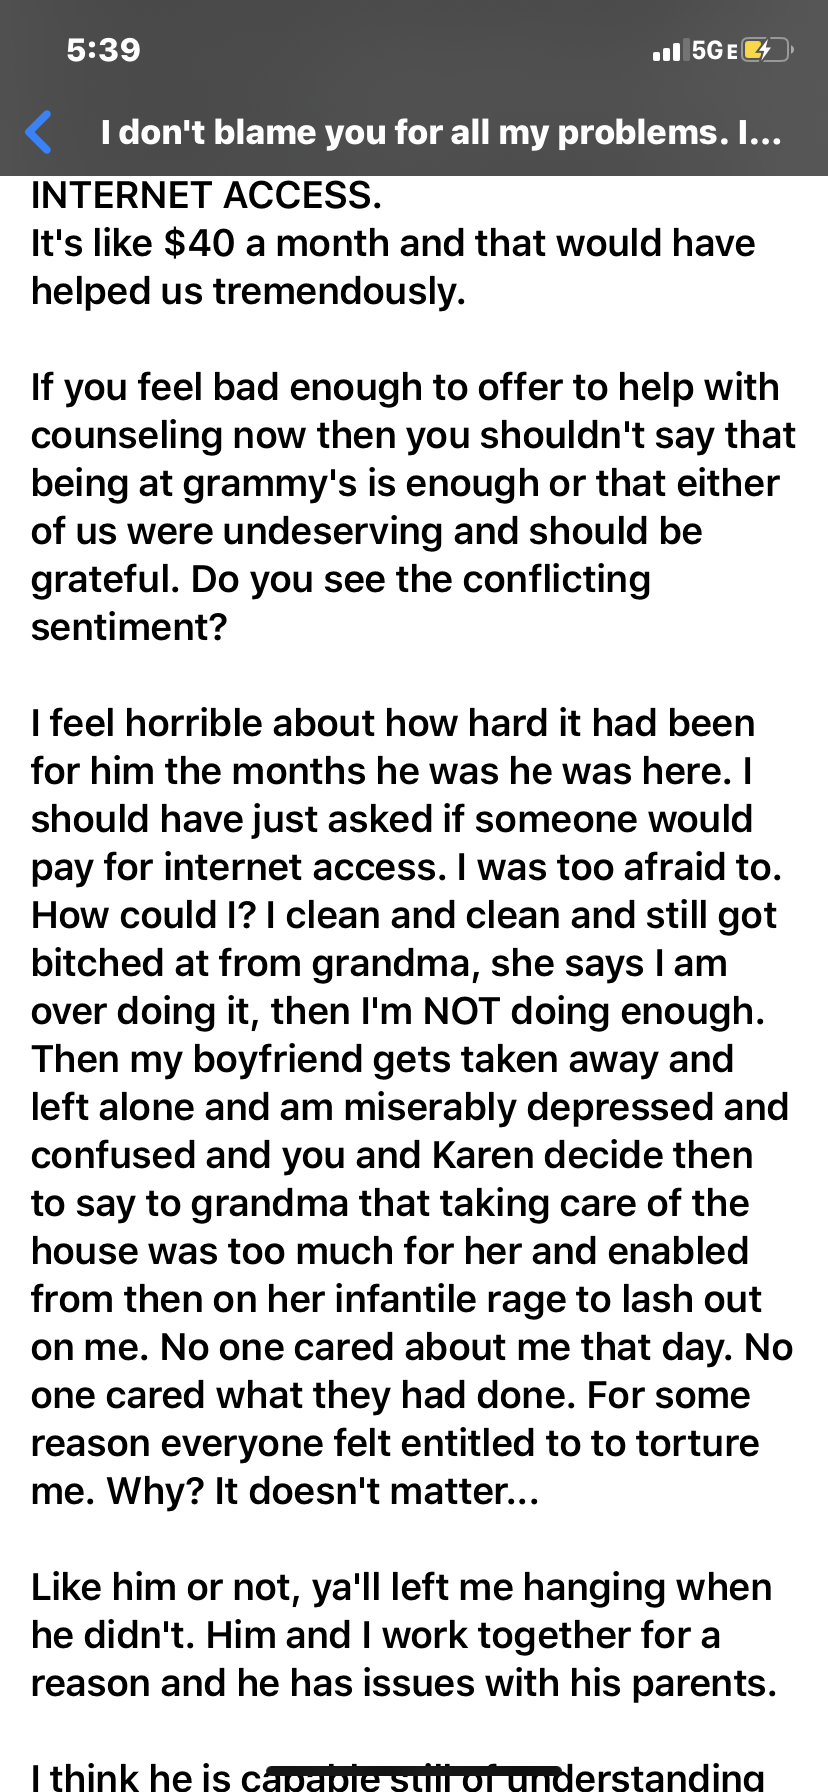 5:39
5GE
I don't blame you for all my problems. I...
INTERNET ACCESS.
It's like $40 a month and that would have
helped us tremendously.
If you feel bad enough to offer to help with
counseling now then you shouldn't say that
being at grammy's is enough or that either
of us were undeserving and should be
grateful. Do you see the conflicting
sentiment?
I feel horrible about how hard it had been
for him the months he was he was here. I
should have just asked if someone would
pay for internet access. I was too afraid to.
How could I? I clean and clean and still got
bitched at from grandma, she says I am
over doing it, then I'm NOT doing enough.
Then my boyfriend gets taken away and
left alone and am miserably depressed and
confused and you and Karen decide then
to say to grandma that taking care of the
house was too much for her and enabled
from then on her infantile rage to lash out
on me. No one cared about me that day. No
one cared what they had done. For some
reason everyone felt entitled to to torture
me. Why? It doesn't matter...
Like him or not, ya'll left me hanging when
he didn't. Him and I work together for a
reason and he has issues with his parents.
I think he is capable still of understanding